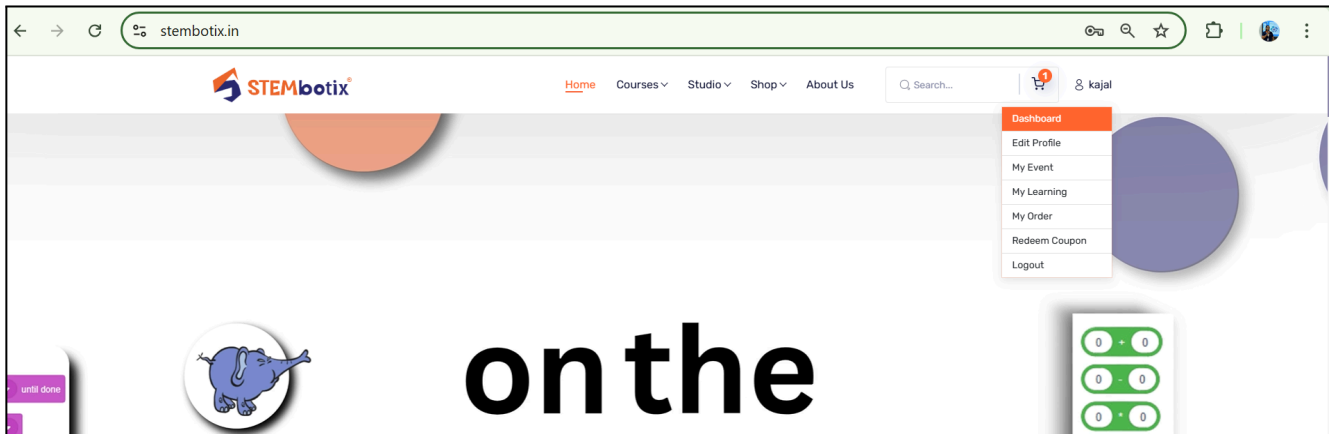 stembotix.in
STEMbotix®
Home Courses Studio Shop About Us Search... 1 kajal
Dashboard
Edit Profile
My Event
My Learning
My Order
Redeem Coupon
Logout
on the
until done
0 + 0
0 - 0
0 * 0